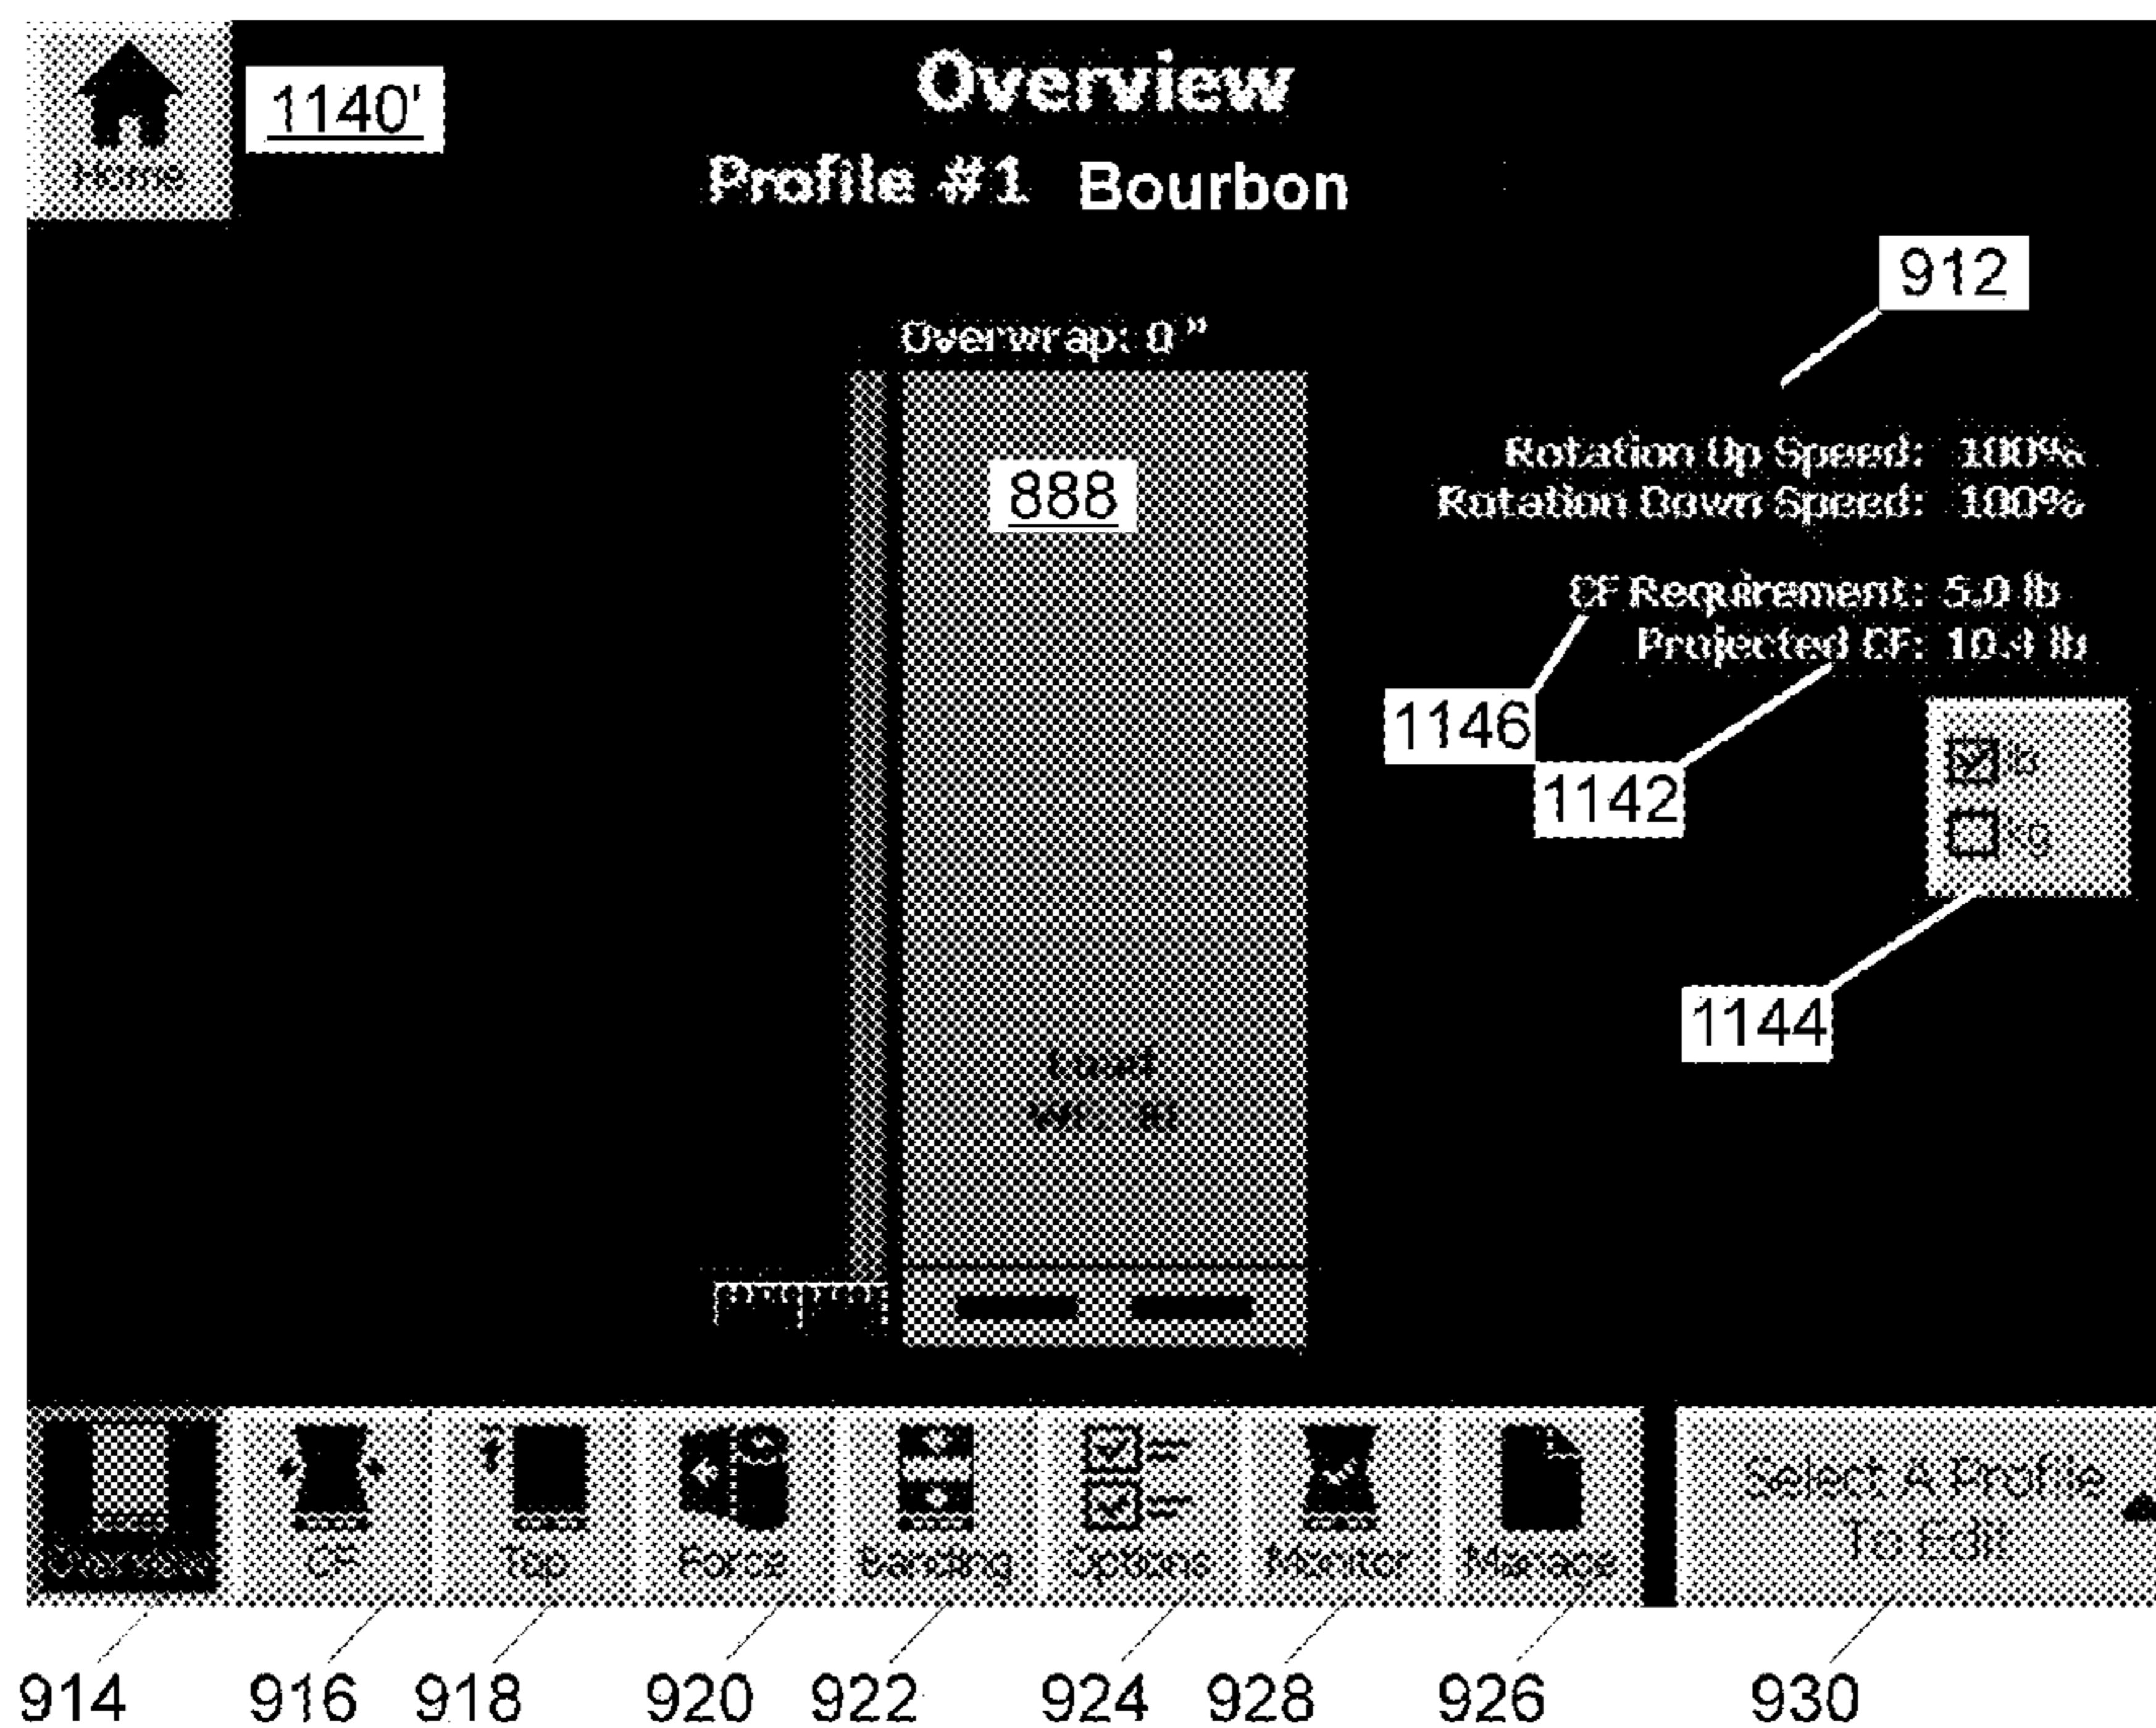 Home
1140'
Overview
Profile #1 Bourbon
912
Overwrap: 0 "
888
Rotation Up Speed: 100%
Rotation Down Speed: 100%
CF Requirement: 5.0 lb
Projected CF: 10.4 lb
1146
1142
1144
Load
CF
Top
Force
Banding
Options
Monitor
Manage
Select A Profile
To Edit
914 916 918 920 922 924 928 926 930